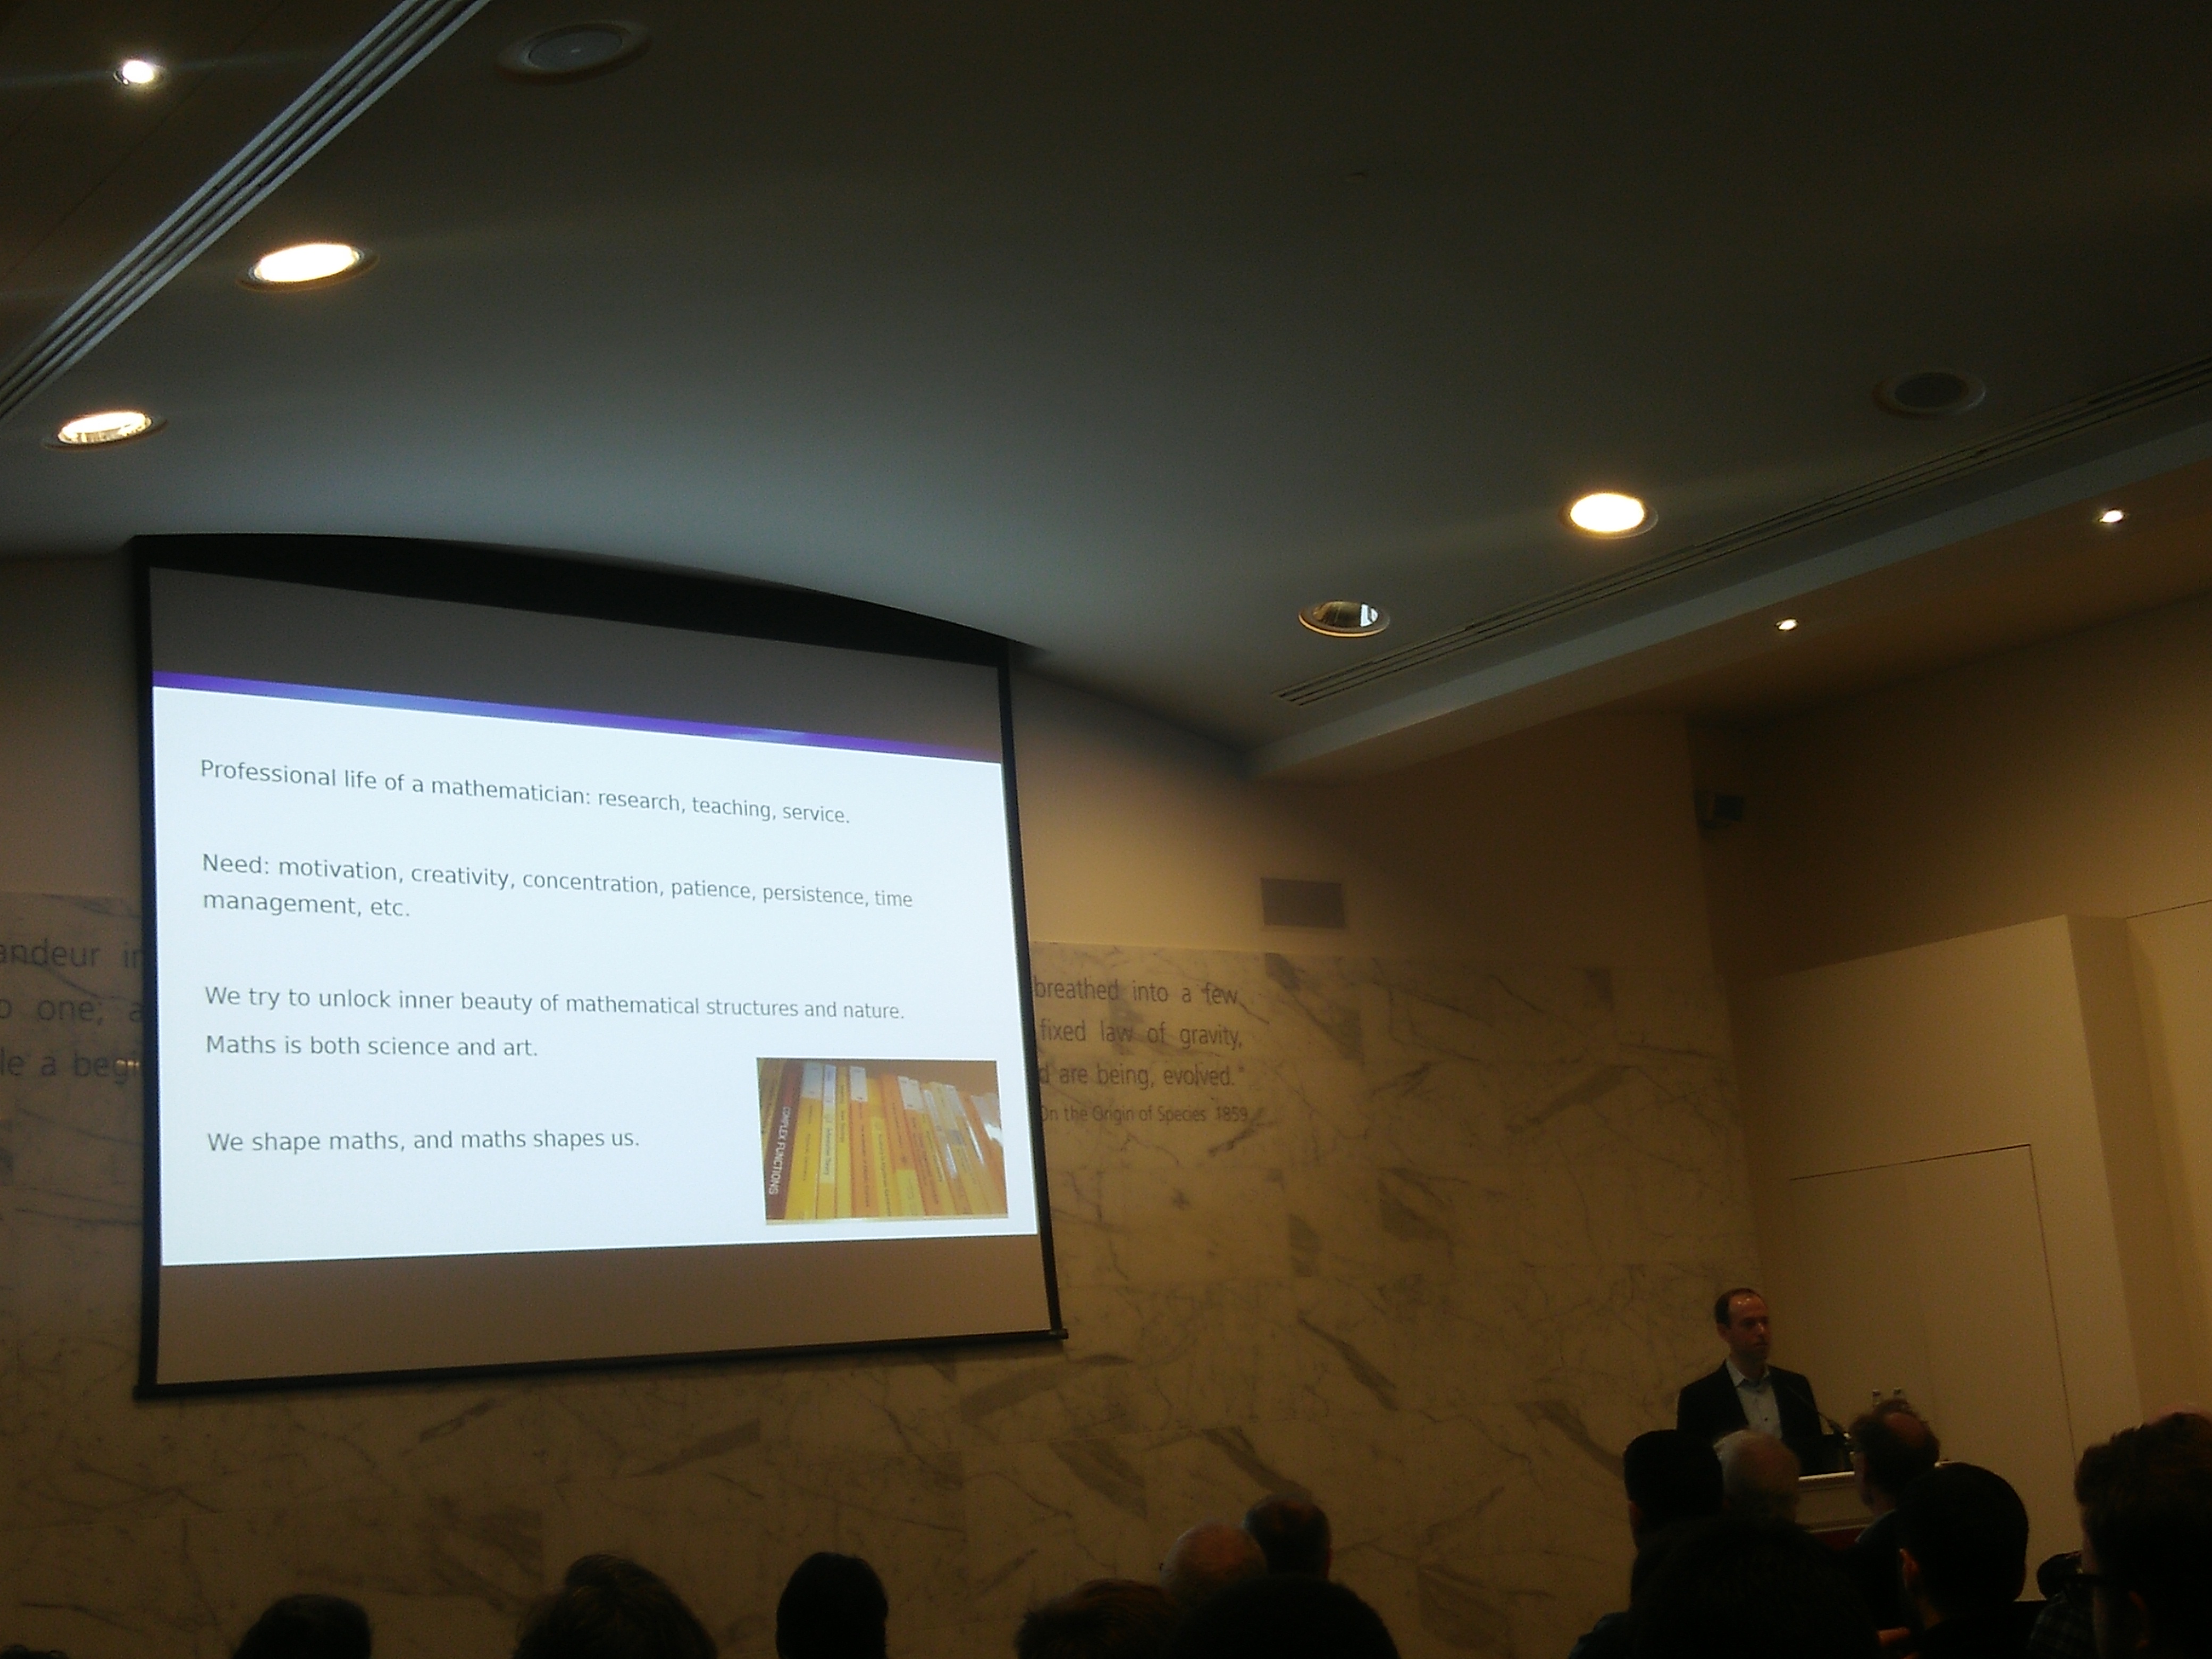 Professional life of a mathematician: research, teaching, service.
Need: motivation, creativity, concentration, patience, persistence, time
management, etc.
We try to unlock inner beauty of mathematical structures and nature.
Maths is both science and art.
We shape maths, and maths shapes us.
COMPLEX FUNCTIONS
andeur in
one; a
le a begi
breathed into a few
fixed law of gravity,
d are being, evolved."
On the Origin of Species 1859